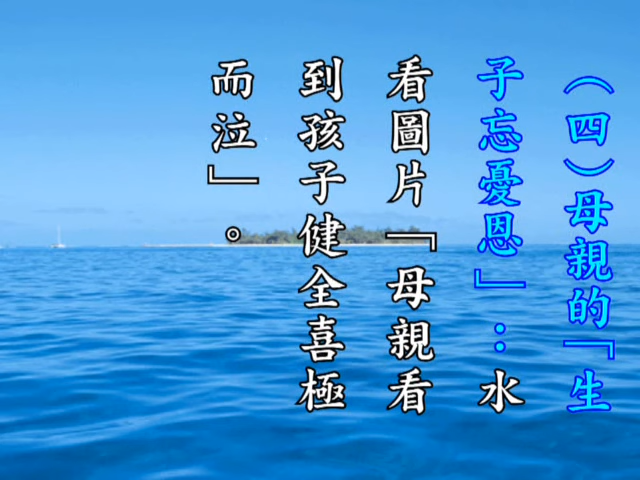 （四）母親的『生
子忘憂恩』：水
看圖片『母親看
到孩子健全喜極
而泣』。